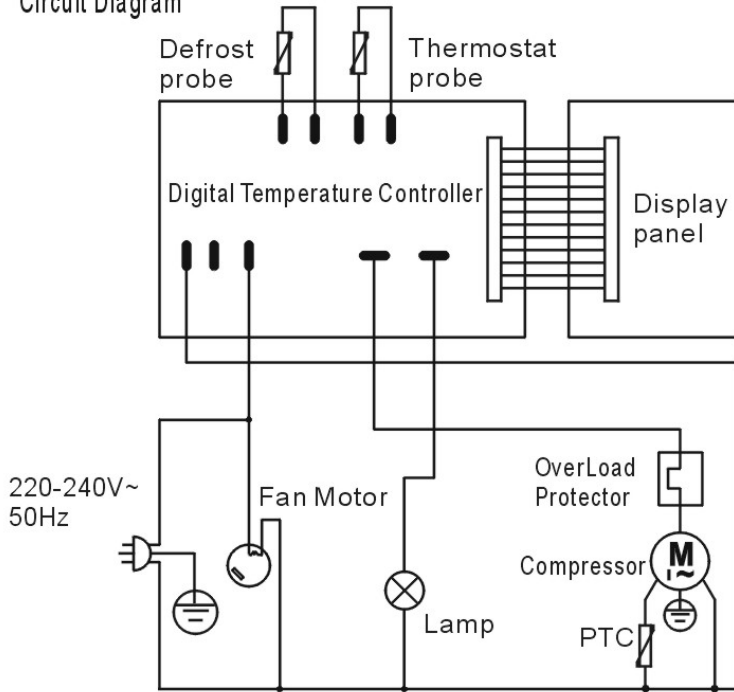 Circuit Diagram
Defrost
probe
Thermostat
probe
Digital Temperature Controller
Display
panel
220-240V~
50Hz
Fan Motor
OverLoad
Protector
Compressor
M
1~
Lamp
PTC